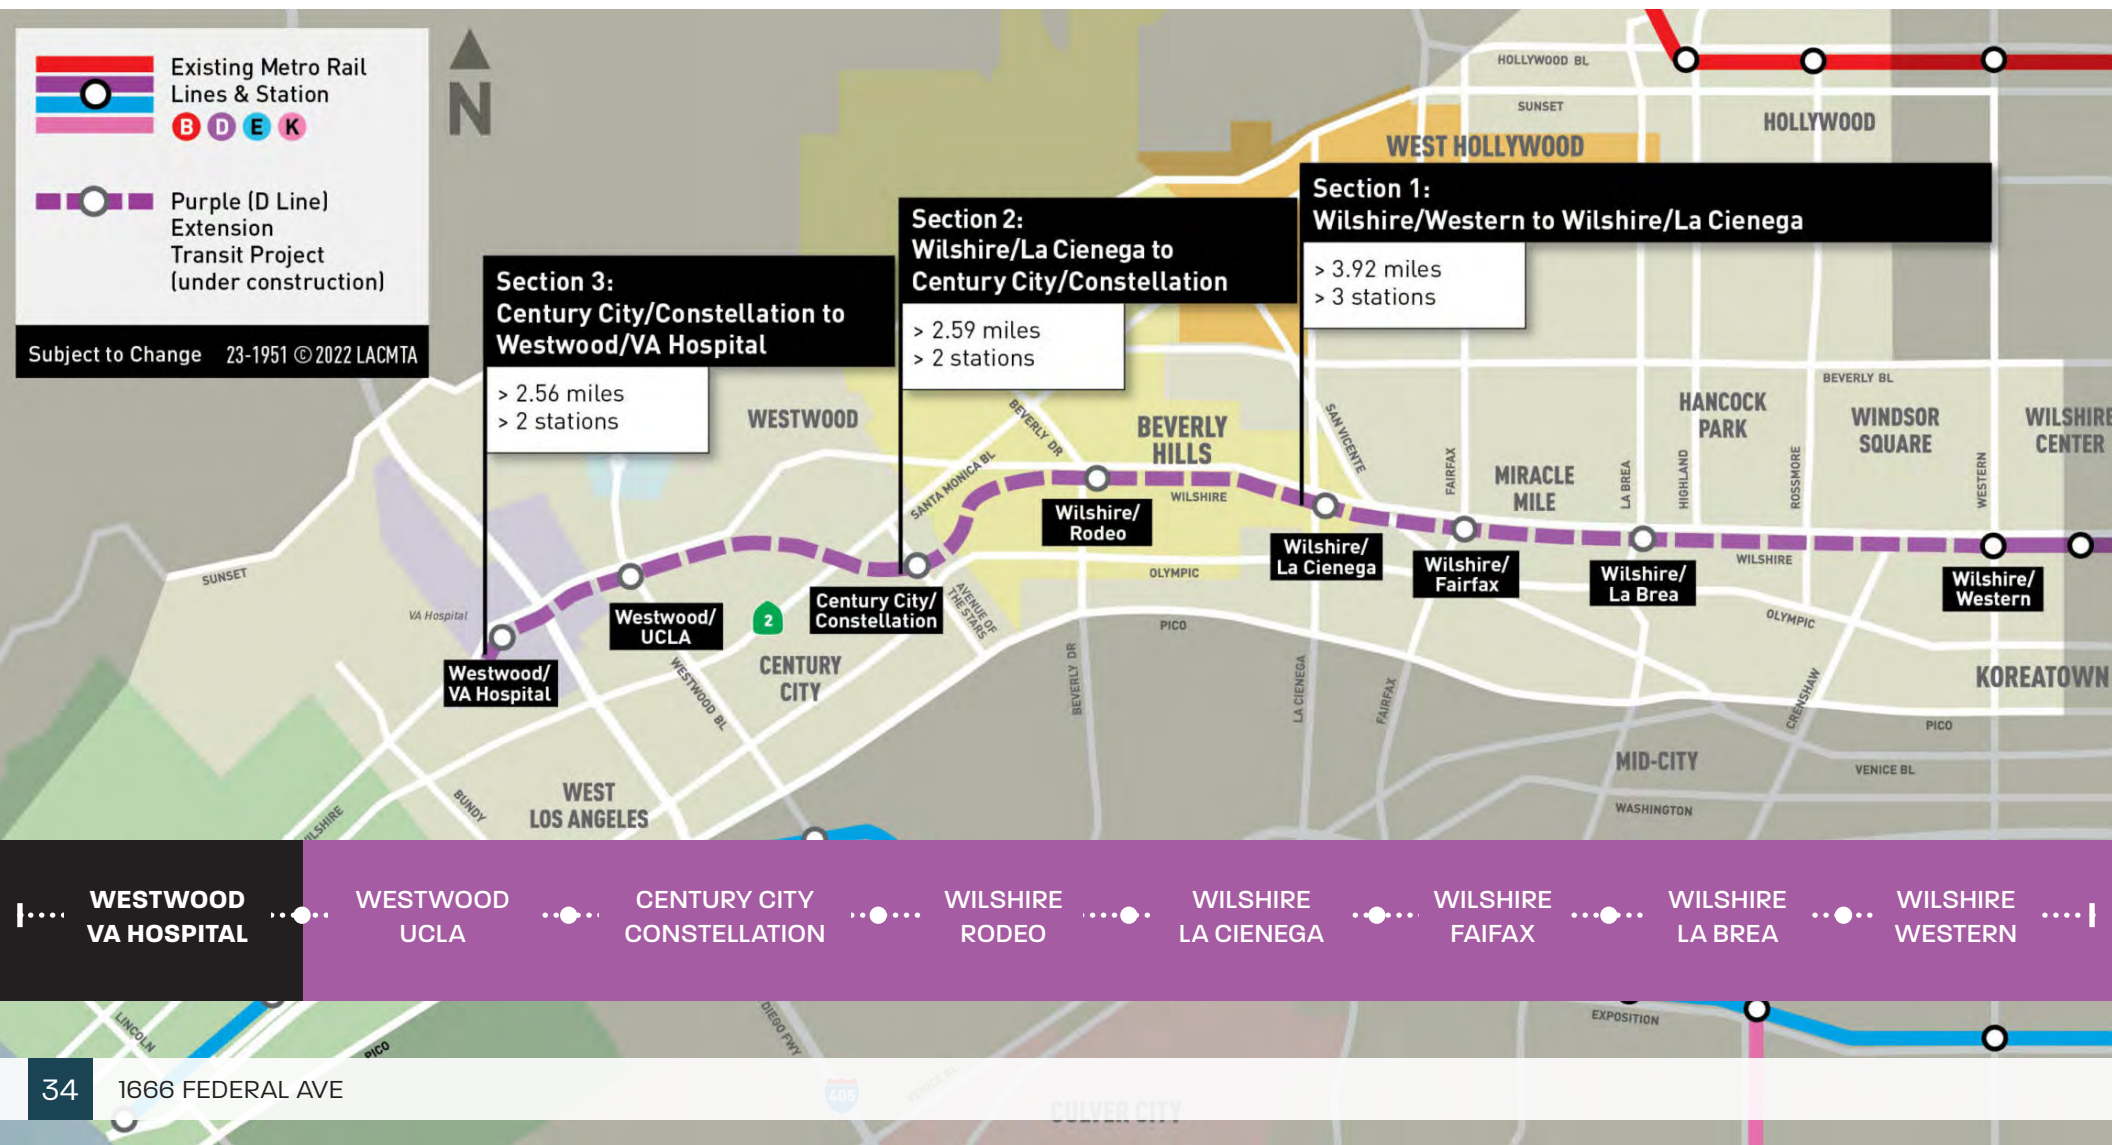 Existing Metro Rail
Lines & Station
B D E K
Purple (D Line)
Extension
Transit Project
(under construction)
Subject to Change 23-1951 © 2022 LACMTA
N
Section 3:
Century City/Constellation to
Westwood/VA Hospital
> 2.56 miles
> 2 stations
Section 2:
Wilshire/La Cienega to
Century City/Constellation
> 2.59 miles
> 2 stations
Section 1:
Wilshire/Western to Wilshire/La Cienega
> 3.92 miles
> 3 stations
HOLLYWOOD BL
SUNSET
HOLLYWOOD
WEST HOLLYWOOD
BEVERLY BL
WESTWOOD
BEVERLY DR
BEVERLY
HILLS
SAN VICENTE
FAIRFAX
MIRACLE
MILE
LA BREA
HIGHLAND
HANCOCK
PARK
ROSSMORE
WINDSOR
SQUARE
WESTERN
WILSHIRE
CENTER
SANTA MONICA BL
WILSHIRE
Wilshire/
Rodeo
Wilshire/
La Cienega
Wilshire/
Fairfax
Wilshire/
La Brea
WILSHIRE
Wilshire/
Western
SUNSET
VA Hospital
Westwood/
VA Hospital
Westwood/
UCLA
2
Century City/
Constellation
AVENUE OF
THE STARS
OLYMPIC
PICO
OLYMPIC
KOREATOWN
WESTWOOD BL
CENTURY
CITY
BEVERLY DR
LA CIENEGA
FAIRFAX
CRENSHAW
PICO
MID-CITY
VENICE BL
WASHINGTON
BUNDY
WEST
LOS ANGELES
WILSHIRE
WESTWOOD
VA HOSPITAL
WESTWOOD
UCLA
CENTURY CITY
CONSTELLATION
WILSHIRE
RODEO
WILSHIRE
LA CIENEGA
WILSHIRE
FAIFAX
WILSHIRE
LA BREA
WILSHIRE
WESTERN
LINCOLN
PICO
DIEGO FWY
EXPOSITION
34 1666 FEDERAL AVE
405
VENICE BL
CULVER CITY